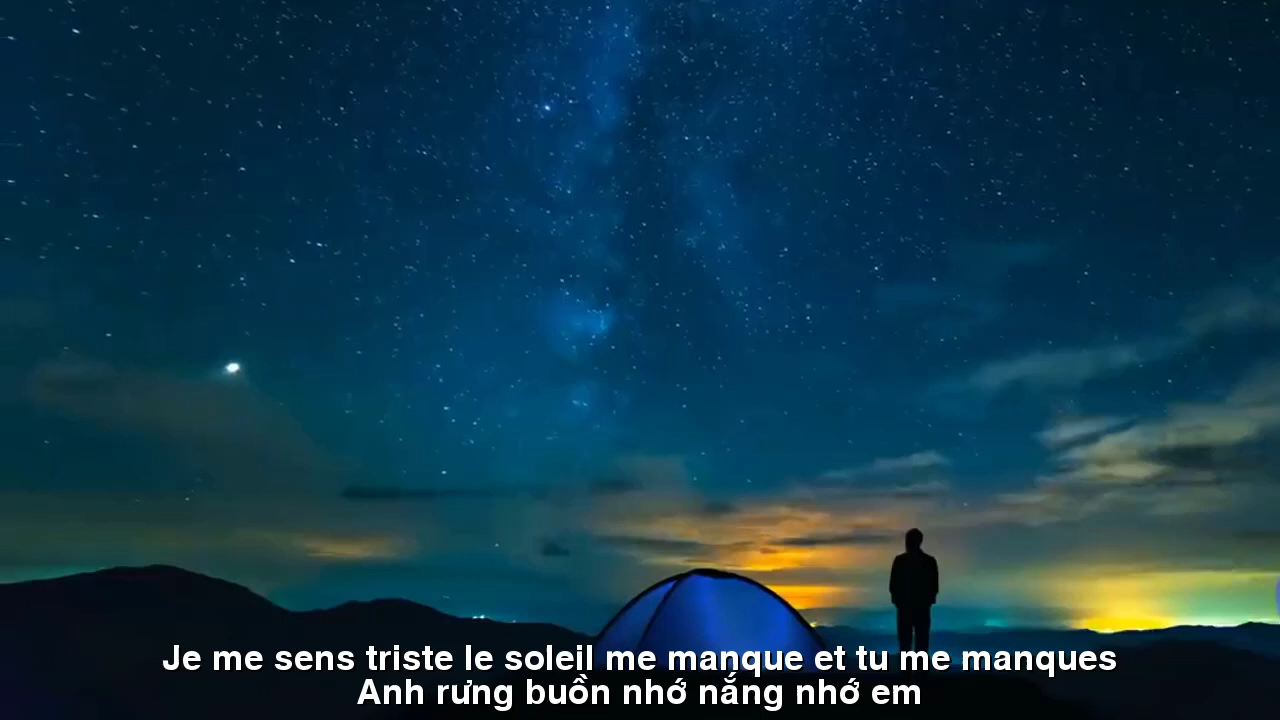 Je me sens triste le soleil me manque et tu me manques
Anh rưng buồn nhớ nắng nhớ em